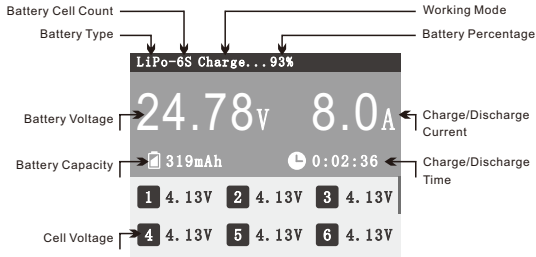 Battery Cell Count
Working Mode
Battery Type
Battery Percentage
LiPo-6S Charge...93%
Battery Voltage
24.78V
8.0A
Charge/Discharge
Current
Battery Capacity
319mAh
0:02:36
Charge/Discharge
Time
1 4.13V 2 4.13V 3 4.13V
Cell Voltage
4 4.13V 5 4.13V 6 4.13V